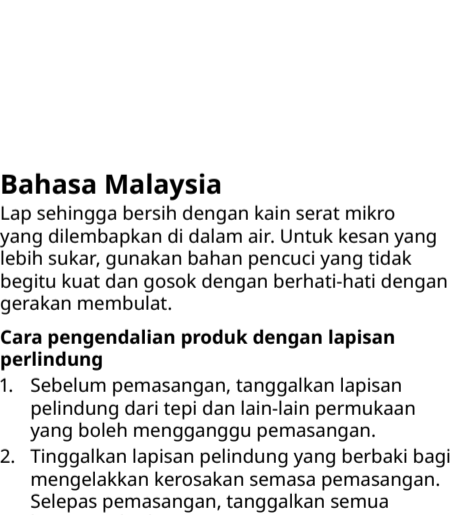 Bahasa Malaysia
Lap sehingga bersih dengan kain serat mikro
yang dilembapkan di dalam air. Untuk kesan yang
lebih sukar, gunakan bahan pencuci yang tidak
begitu kuat dan gosok dengan berhati-hati dengan
gerakan membulat.
Cara pengendalian produk dengan lapisan
perlindung
1. Sebelum pemasangan, tanggalkan lapisan
pelindung dari tepi dan lain-lain permukaan
yang boleh mengganggu pemasangan.
2. Tinggalkan lapisan pelindung yang berbaki bagi
mengelakkan kerosakan semasa pemasangan.
Selepas pemasangan, tanggalkan semua